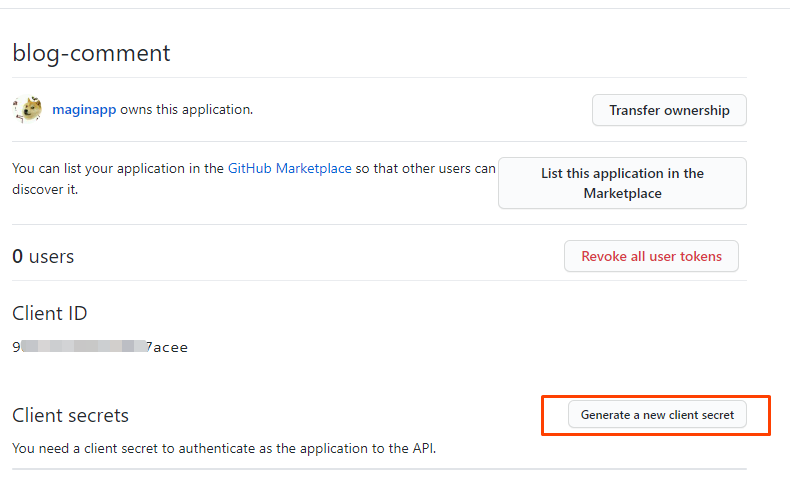 blog-comment
maginapp owns this application.
Transfer ownership
You can list your application in the GitHub Marketplace so that other users can
discover it.
List this application in the
Marketplace
0 users
Revoke all user tokens
Client ID
9 7acee
Client secrets
Generate a new client secret
You need a client secret to authenticate as the application to the API.